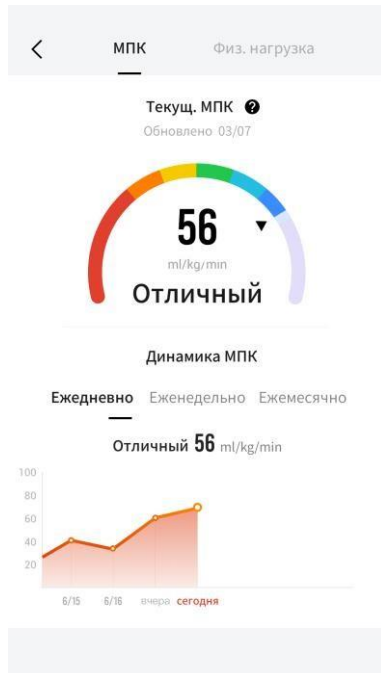 МПК Физ. нагрузка
Текущ. МПК ?
Обновлено 03/07
56
ml/kg/min
Отличный
Динамика МПК
Ежедневно Еженедельно Ежемесячно
Отличный 56 ml/kg/min
100
80
60
40
20
6/15 6/16 вчера сегодня